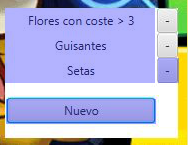 Flores con coste > 3 -
Guisantes -
Setas -
Nuevo